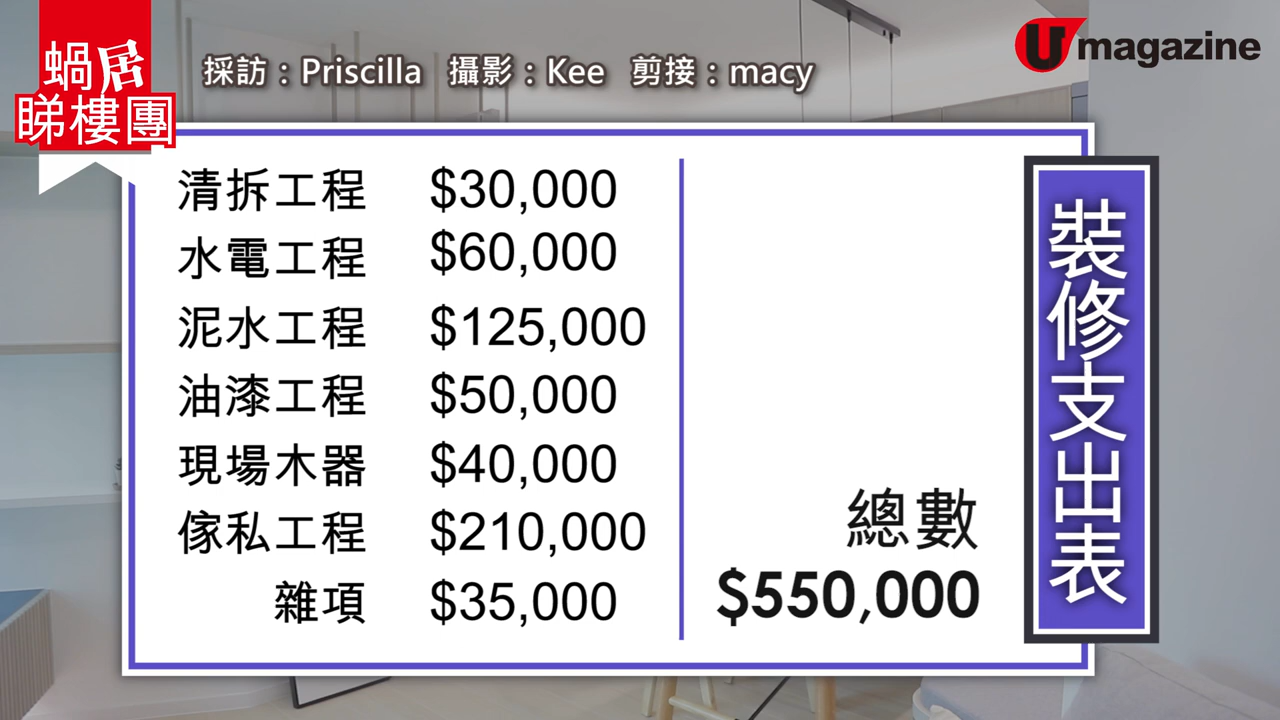 蝸居
睇樓團
採訪：Priscilla 攝影：Kee 剪接：macy
U magazine
清拆工程 $30,000
水電工程 $60,000
泥水工程 $125,000
油漆工程 $50,000
現場木器 $40,000
傢私工程 $210,000
雜項 $35,000
總數
$550,000
裝修支出表